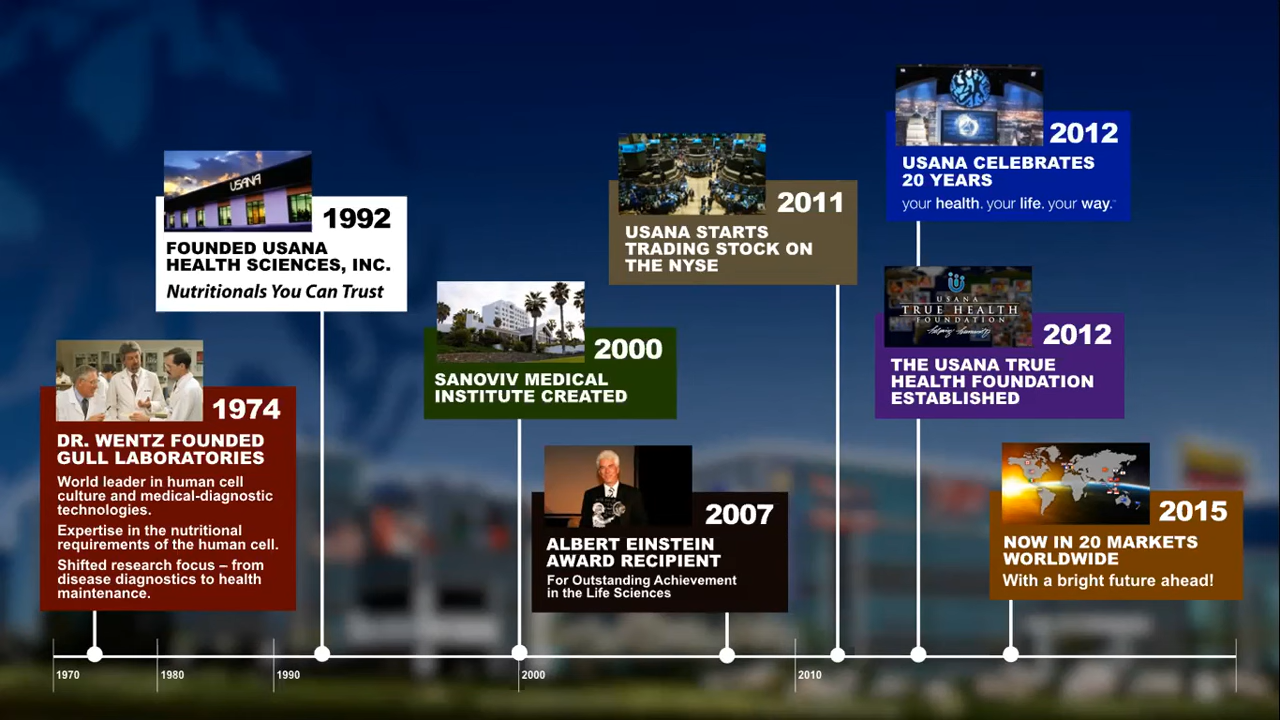 1974
DR. WENTZ FOUNDED
GULL LABORATORIES
World leader in human cell
culture and medical-diagnostic
technologies.
Expertise in the nutritional
requirements of the human cell.
Shifted research focus – from
disease diagnostics to health
maintenance.
USANA
1992
FOUNDED USANA
HEALTH SCIENCES, INC.
Nutritionals You Can Trust
2000
SANOVIV MEDICAL
INSTITUTE CREATED
2007
ALBERT EINSTEIN
AWARD RECIPIENT
For Outstanding Achievement
in the Life Sciences
2011
USANA STARTS
TRADING STOCK ON
THE NYSE
2012
USANA CELEBRATES
20 YEARS
your health. your life. your way.
USANA
TRUE HEALTH
FOUNDATION
2012
THE USANA TRUE
HEALTH FOUNDATION
ESTABLISHED
2015
NOW IN 20 MARKETS
WORLDWIDE
With a bright future ahead!
1970
1980
1990
2000
2010